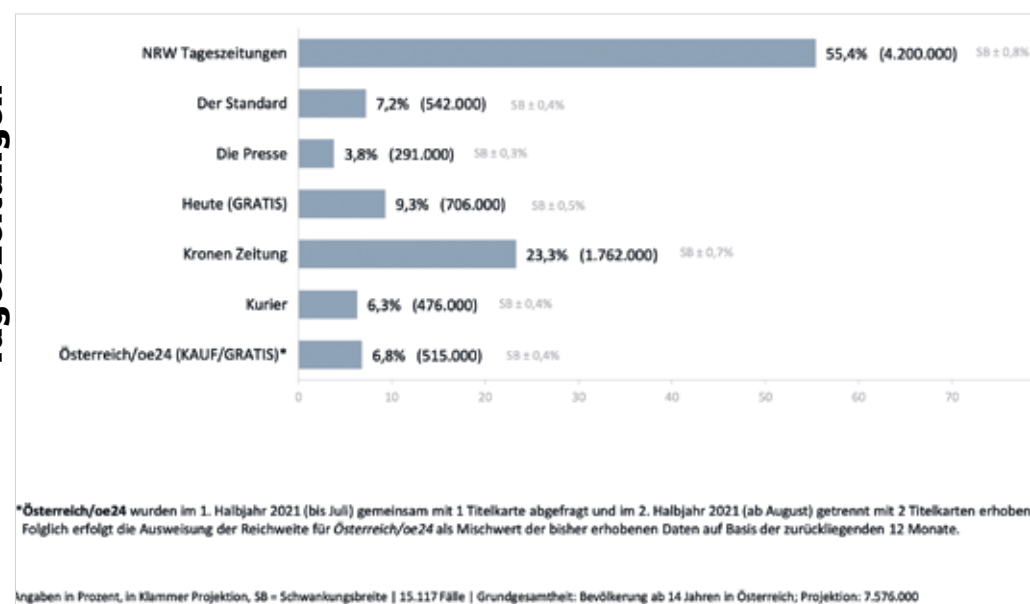 Tageszeitungen
NRW Tageszeitungen 55,4% (4.200.000) SB ± 0,8%
Der Standard 7,2% (542.000) SB ± 0,4%
Die Presse 3,8% (291.000) SB ± 0,3%
Heute (GRATIS) 9,3% (706.000) SB ± 0,5%
Kronen Zeitung 23,3% (1.762.000) SB ± 0,7%
Kurier 6,3% (476.000) SB ± 0,4%
Österreich/oe24 (KAUF/GRATIS)* 6,8% (515.000) SB ± 0,4%
0 10 20 30 40 50 60 70
*Österreich/oe24 wurden im 1. Halbjahr 2021 (bis Juli) gemeinsam mit 1 Titelkarte abgefragt und im 2. Halbjahr 2021 (ab August) getrennt mit 2 Titelkarten erhoben
Folglich erfolgt die Ausweisung der Reichweite für Österreich/oe24 als Mischwert der bisher erhobenen Daten auf Basis der zurückliegenden 12 Monate.
Angaben in Prozent, in Klammer Projektion, SB = Schwankungsbreite | 15.117 Fälle | Grundgesamtheit: Bevölkerung ab 14 Jahren in Österreich; Projektion: 7.576.000